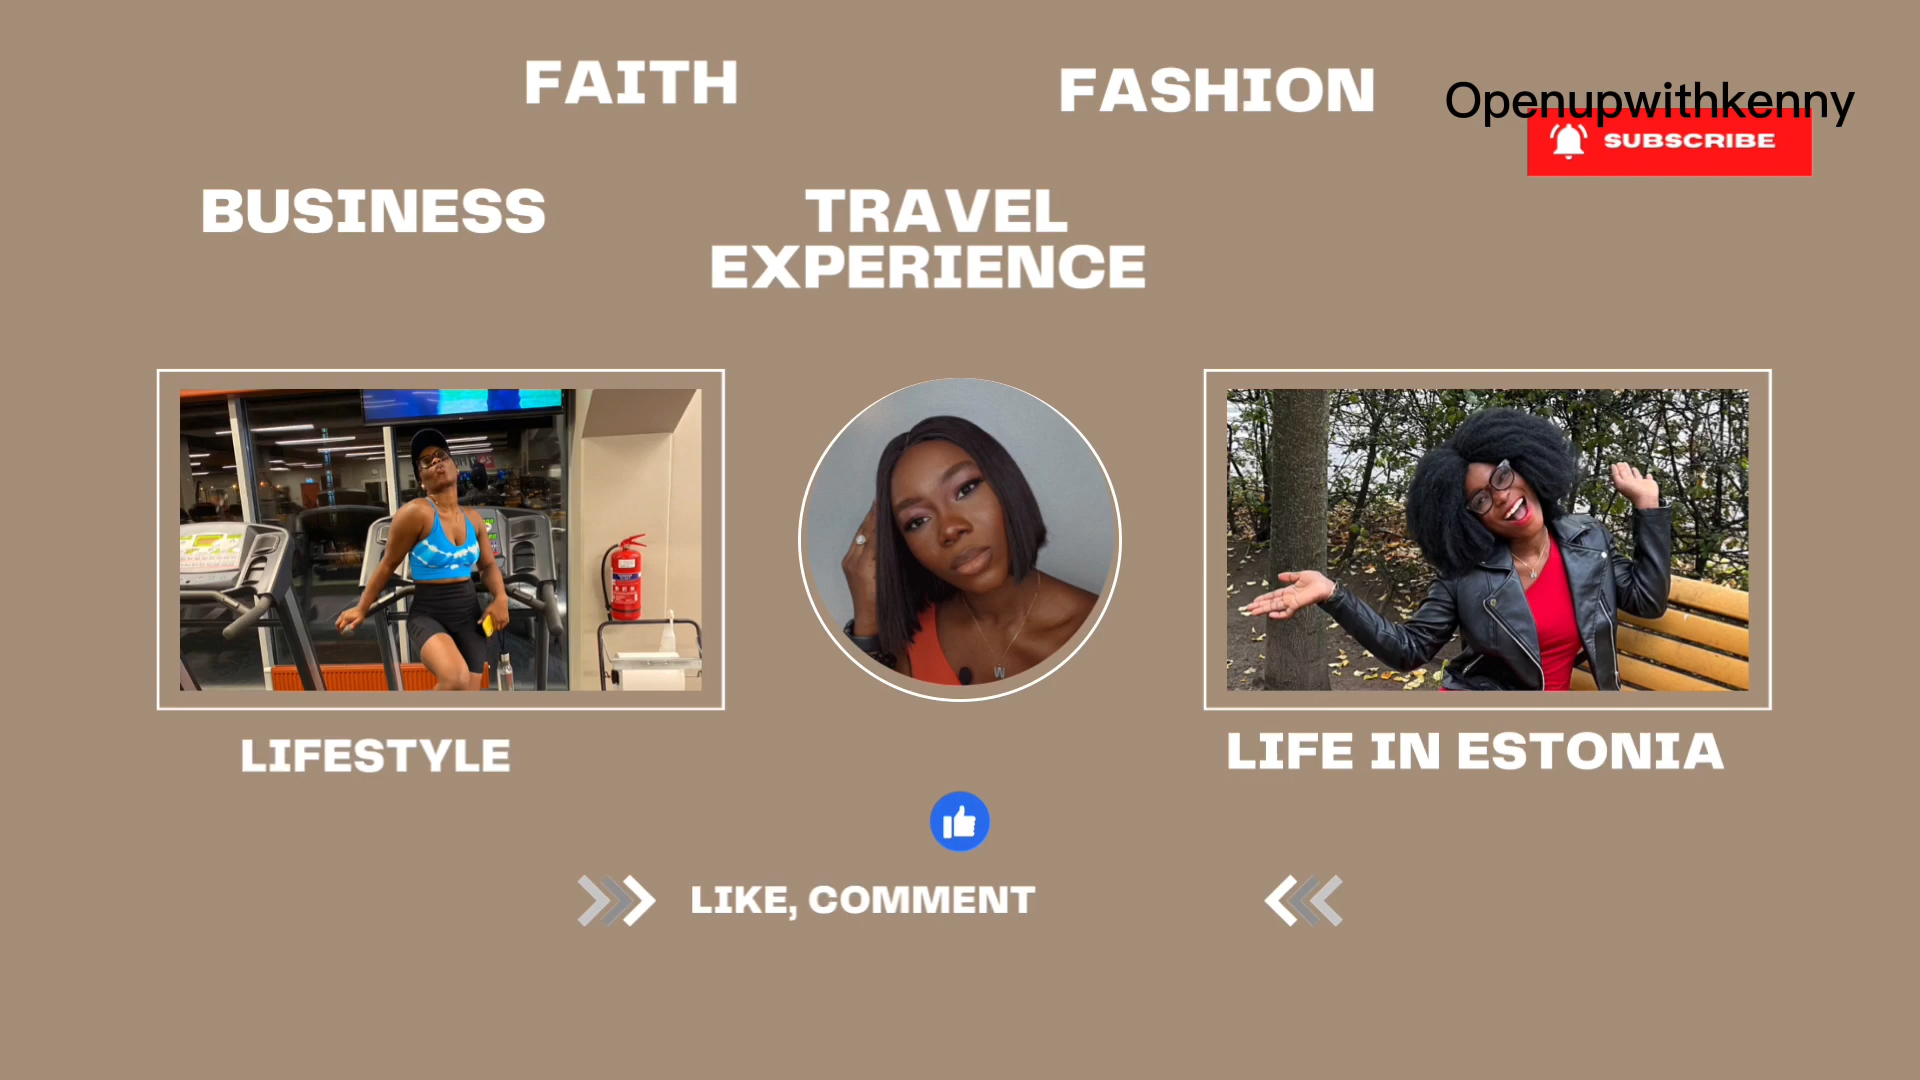 FAITH
FASHION
Openupwithkenny
SUBSCRIBE
BUSINESS
TRAVEL
EXPERIENCE
LIFESTYLE
LIFE IN ESTONIA
LIKE, COMMENT